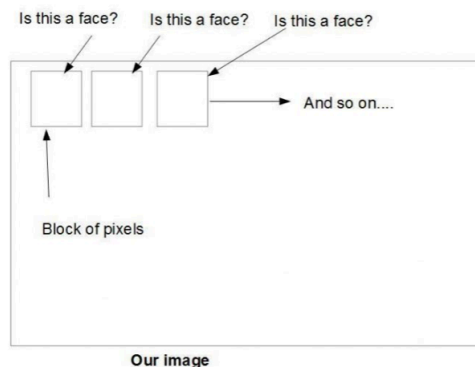 Is this a face? Is this a face? Is this a face?
And so on....
Block of pixels
Our image